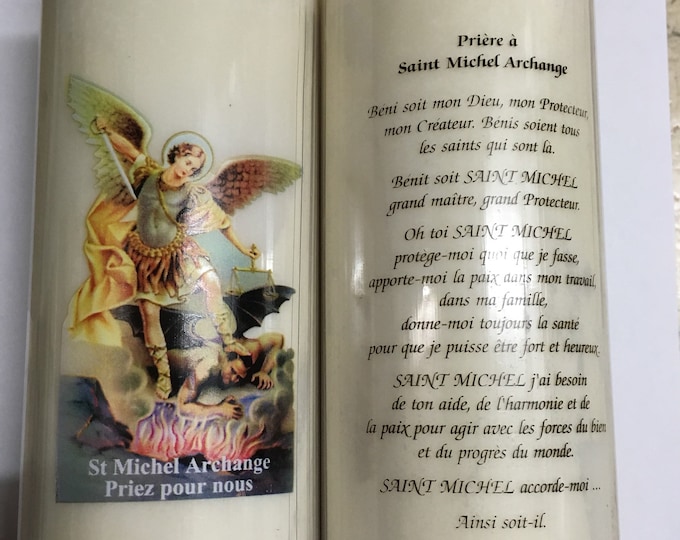 St Michel Archange
Priez pour nous
Prière à
Saint Michel Archange
Béni soit mon Dieu, mon Protecteur,
mon Créateur. Bénis soient tous
les saints qui sont là.
Bénit soit SAINT MICHEL
grand maître, grand Protecteur.
Oh toi SAINT MICHEL
protège-moi quoi que je fasse,
apporte-moi la paix dans mon travail,
dans ma famille,
donne-moi toujours la santé
pour que je puisse être fort et heureux.
SAINT MICHEL j'ai besoin
de ton aide, de l'harmonie et de
la paix pour agir avec les forces du bien
et du progrès du monde.
SAINT MICHEL accorde-moi ...
Ainsi soit-il.